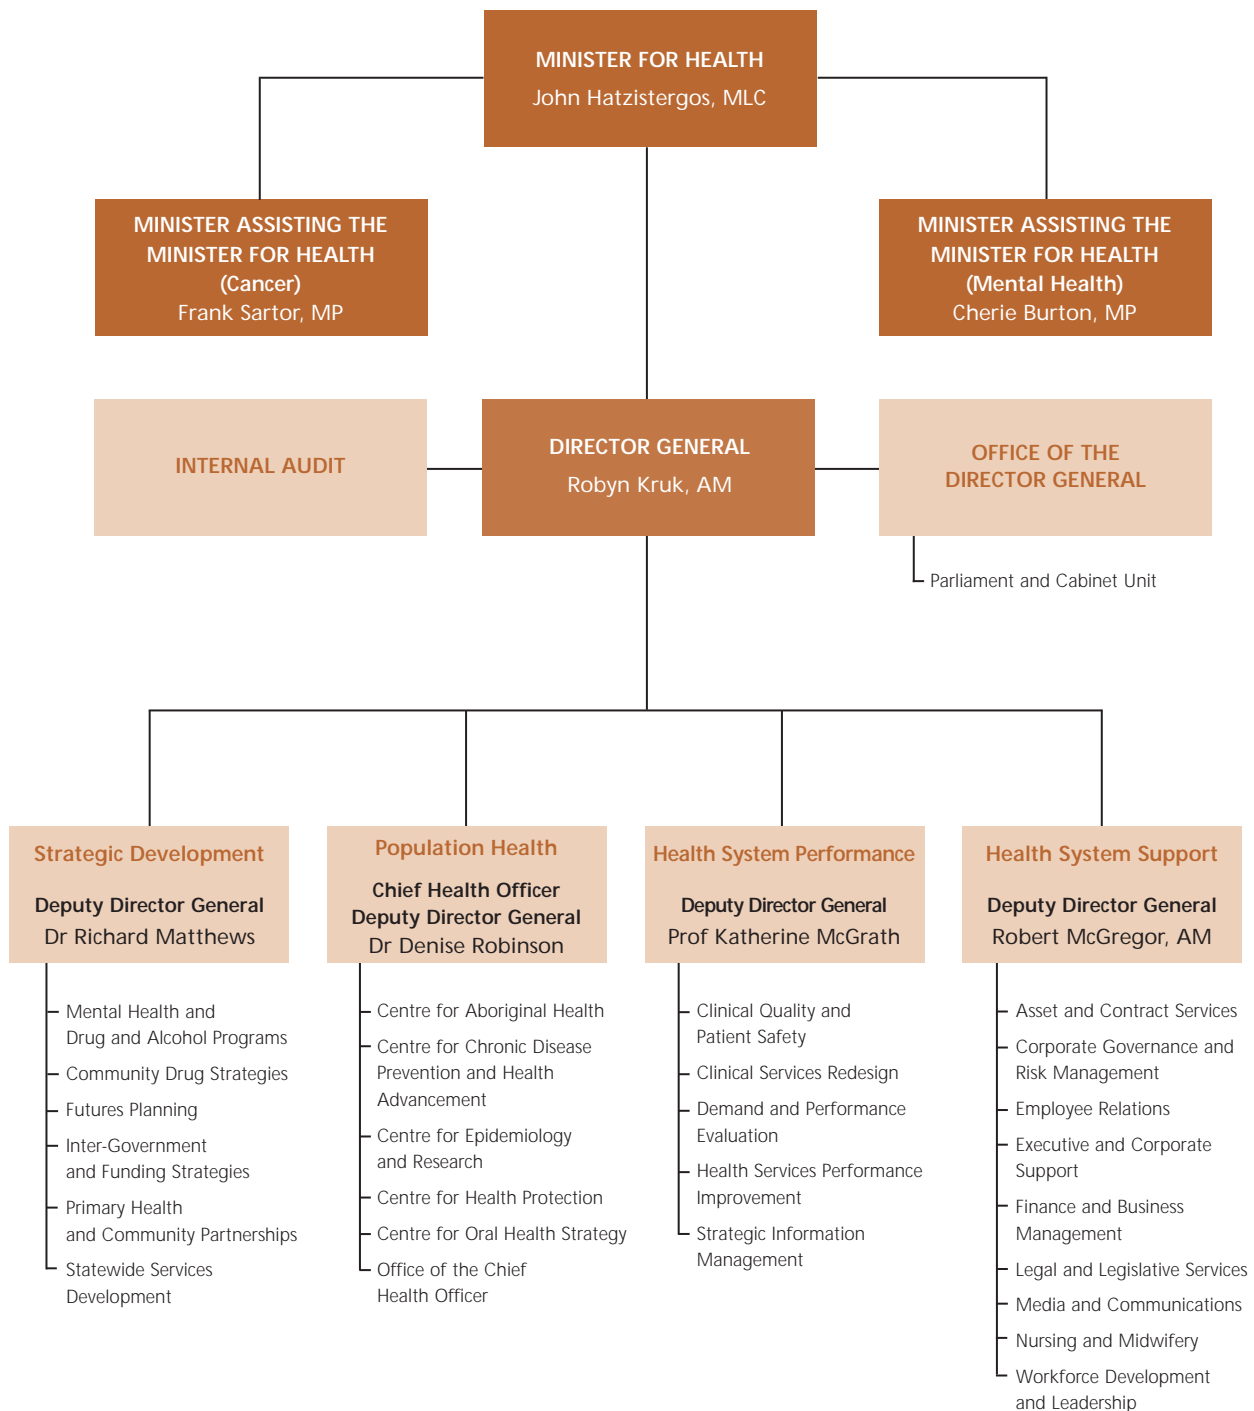 MINISTER FOR HEALTH
John Hatzistergos, MLC
MINISTER ASSISTING THE
MINISTER FOR HEALTH
(Cancer)
Frank Sartor, MP
MINISTER ASSISTING THE
MINISTER FOR HEALTH
(Mental Health)
Cherie Burton, MP
INTERNAL AUDIT
DIRECTOR GENERAL
Robyn Kruk, AM
OFFICE OF THE
DIRECTOR GENERAL
Parliament and Cabinet Unit
Strategic Development
Deputy Director General
Dr Richard Matthews
Mental Health and
Drug and Alcohol Programs
Community Drug Strategies
Futures Planning
Inter-Government
and Funding Strategies
Primary Health
and Community Partnerships
Statewide Services
Development
Population Health
Chief Health Officer
Deputy Director General
Dr Denise Robinson
Centre for Aboriginal Health
Centre for Chronic Disease
Prevention and Health
Advancement
Centre for Epidemiology
and Research
Centre for Health Protection
Centre for Oral Health Strategy
Office of the Chief
Health Officer
Health System Performance
Deputy Director General
Prof Katherine McGrath
Clinical Quality and
Patient Safety
Clinical Services Redesign
Demand and Performance
Evaluation
Health Services Performance
Improvement
Strategic Information
Management
Health System Support
Deputy Director General
Robert McGregor, AM
Asset and Contract Services
Corporate Governance and
Risk Management
Employee Relations
Executive and Corporate
Support
Finance and Business
Management
Legal and Legislative Services
Media and Communications
Nursing and Midwifery
Workforce Development
and Leadership